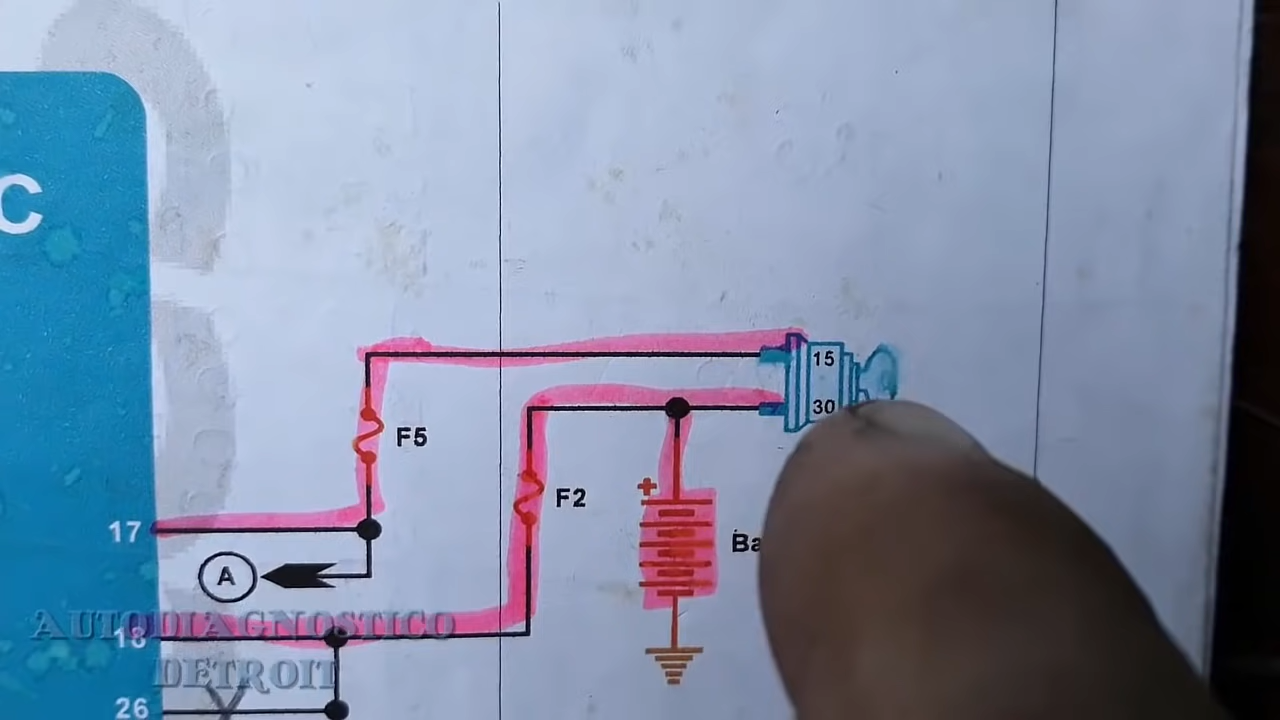 C
15
30
F5
F2
+
Ba
17
A
AUTODIAGNOSTICO
18
DETROIT
26